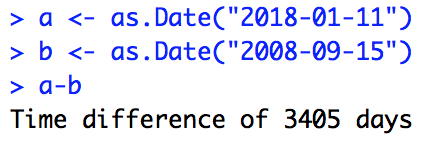 > a <- as.Date("2018-01-11")
> b <- as.Date("2008-09-15")
> a-b
Time difference of 3405 days